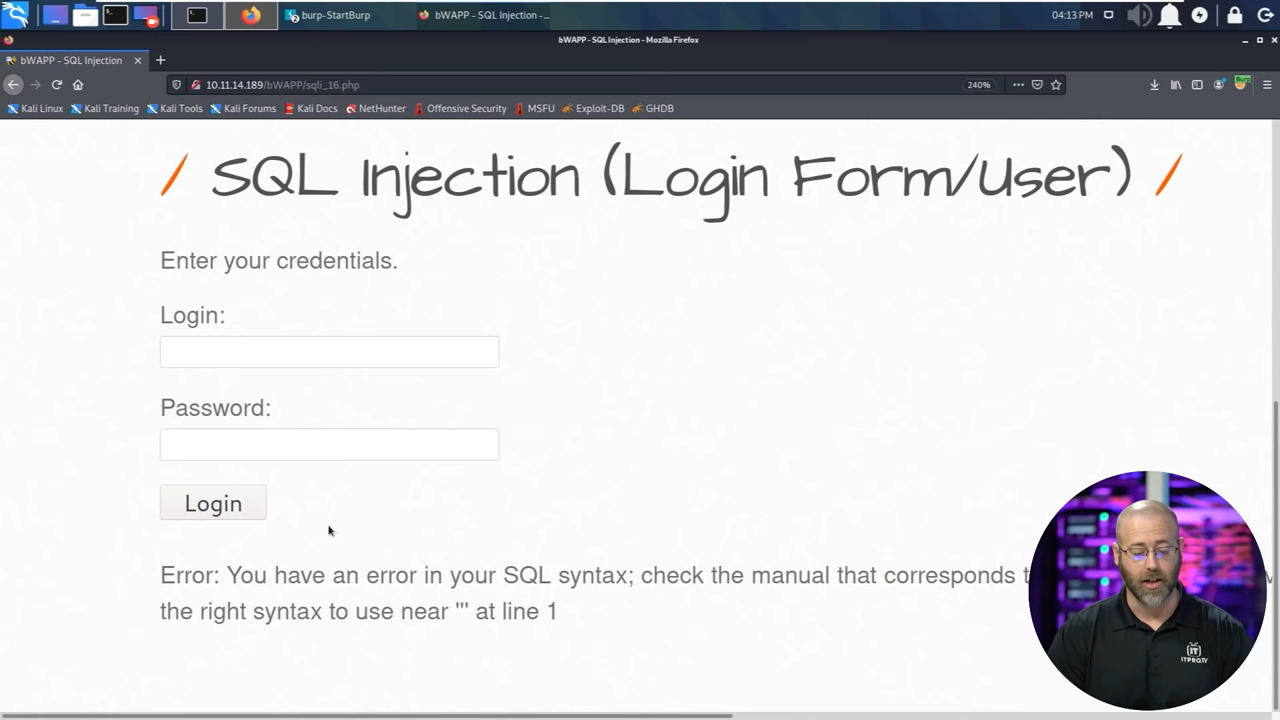 burp-StartBurp
bWAPP - SQL Injection -...
04:13 PM
bWAPP - SQL Injection - Mozilla Firefox
bWAPP - SQL Injection
10.11.14.189/bWAPP/sqli_16.php
240%
Burp
Kali Linux
Kali Training
Kali Tools
Kali Forums
Kali Docs
NetHunter
Offensive Security
MSFU
Exploit-DB
GHDB
/ SQL Injection (Login Form/User) /
Enter your credentials.
Login:
Password:
Login
Error: You have an error in your SQL syntax; check the manual that corresponds
the right syntax to use near ''' at line 1
IT
ITPROTV